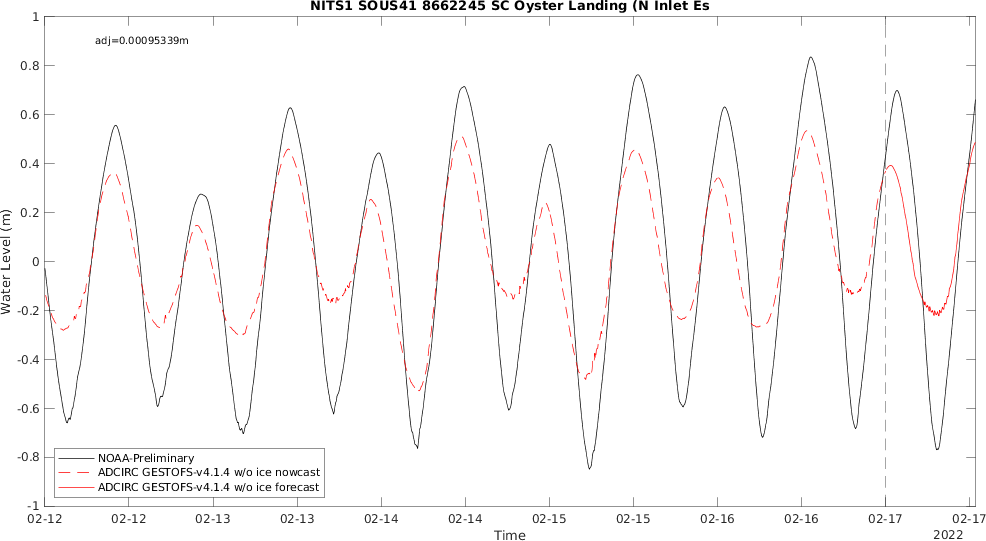 NITS1 SOUS41 8662245 SC Oyster Landing (N Inlet Es
adj=0.00095339m
1
0.8
0.6
0.4
0.2
0
-0.2
-0.4
-0.6
-0.8
-1
Water Level (m)
NOAA-Preliminary
ADCIRC GESTOFS-v4.1.4 w/o ice nowcast
ADCIRC GESTOFS-v4.1.4 w/o ice forecast
02-12 02-12 02-13 02-13 02-14 02-14 02-15 02-15 02-16 02-16 02-17 02-17
Time
2022